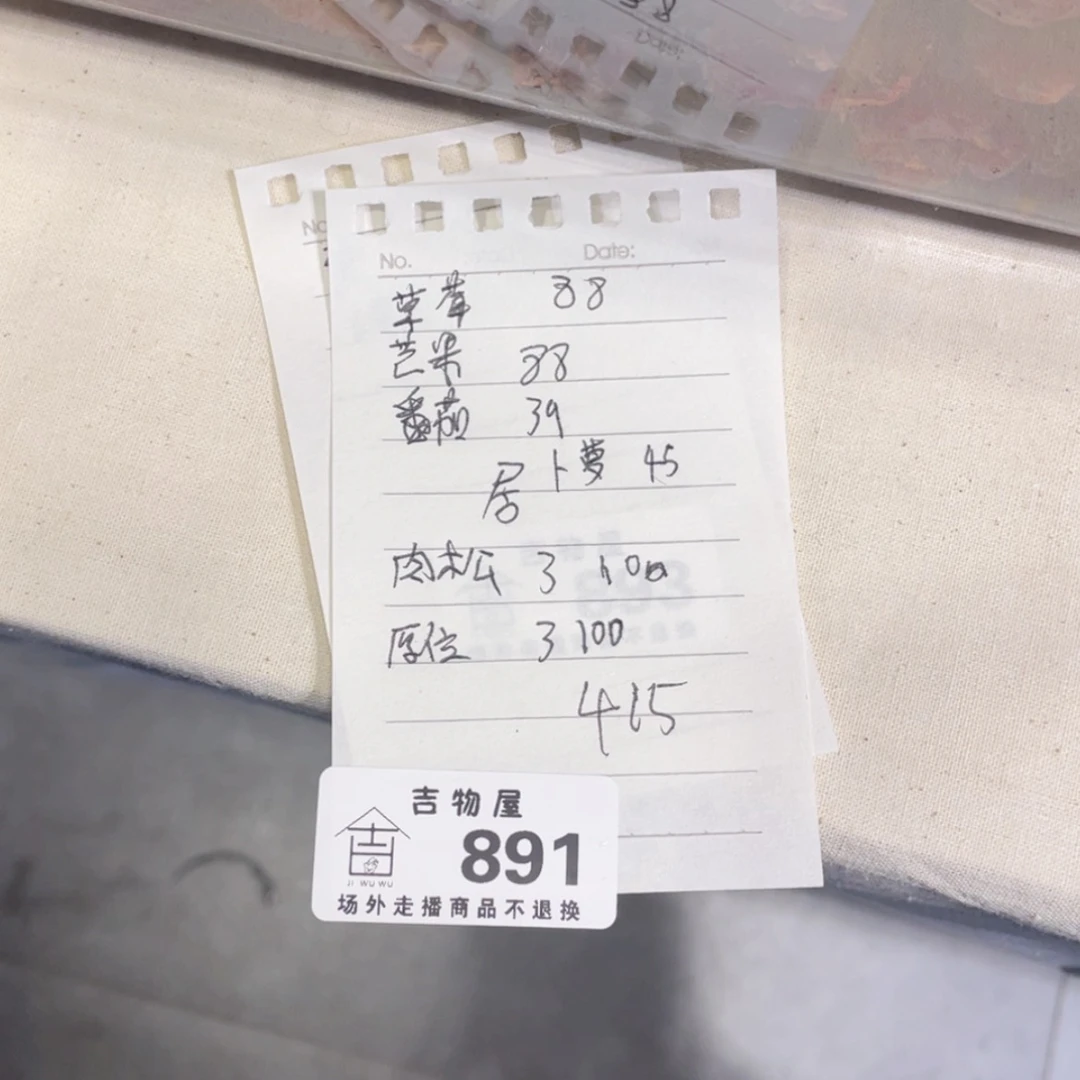 No. Date:
草莓 88
芒果 88
番茄 39
卜萝 45
居
肉松 3 100
厚位 3 100
415
吉物屋
891
JI WU WU
场外走播商品不退换